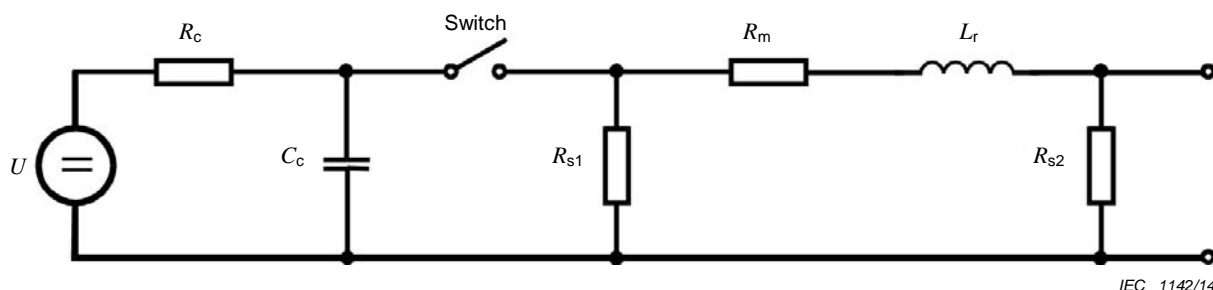 Switch
Rc
Rm
Lr
U
Cc
Rs1
Rs2
IEC 1142/14